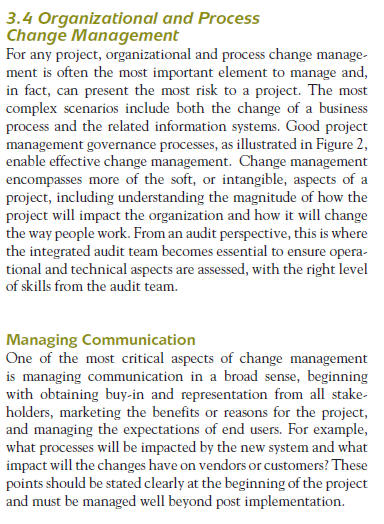 3.4 Organizational and Process
Change Management
For any project, organizational and process change manage-
ment is often the most important element to manage and,
in fact, can present the most risk to a project. The most
complex scenarios include both the change of a business
process and the related information systems. Good project
management governance processes, as illustrated in Figure 2,
enable effective change management. Change management
encompasses more of the soft, or intangible, aspects of a
project, including understanding the magnitude of how the
project will impact the organization and how it will change
the way people work. From an audit perspective, this is where
the integrated audit team becomes essential to ensure opera-
tional and technical aspects are assessed, with the right level
of skills from the audit team.
Managing Communication
One of the most critical aspects of change management
is managing communication in a broad sense, beginning
with obtaining buy-in and representation from all stake-
holders, marketing the benefits or reasons for the project,
and managing the expectations of end users. For example,
what processes will be impacted by the new system and what
impact will the changes have on vendors or customers? These
points should be stated clearly at the beginning of the project
and must be managed well beyond post implementation.